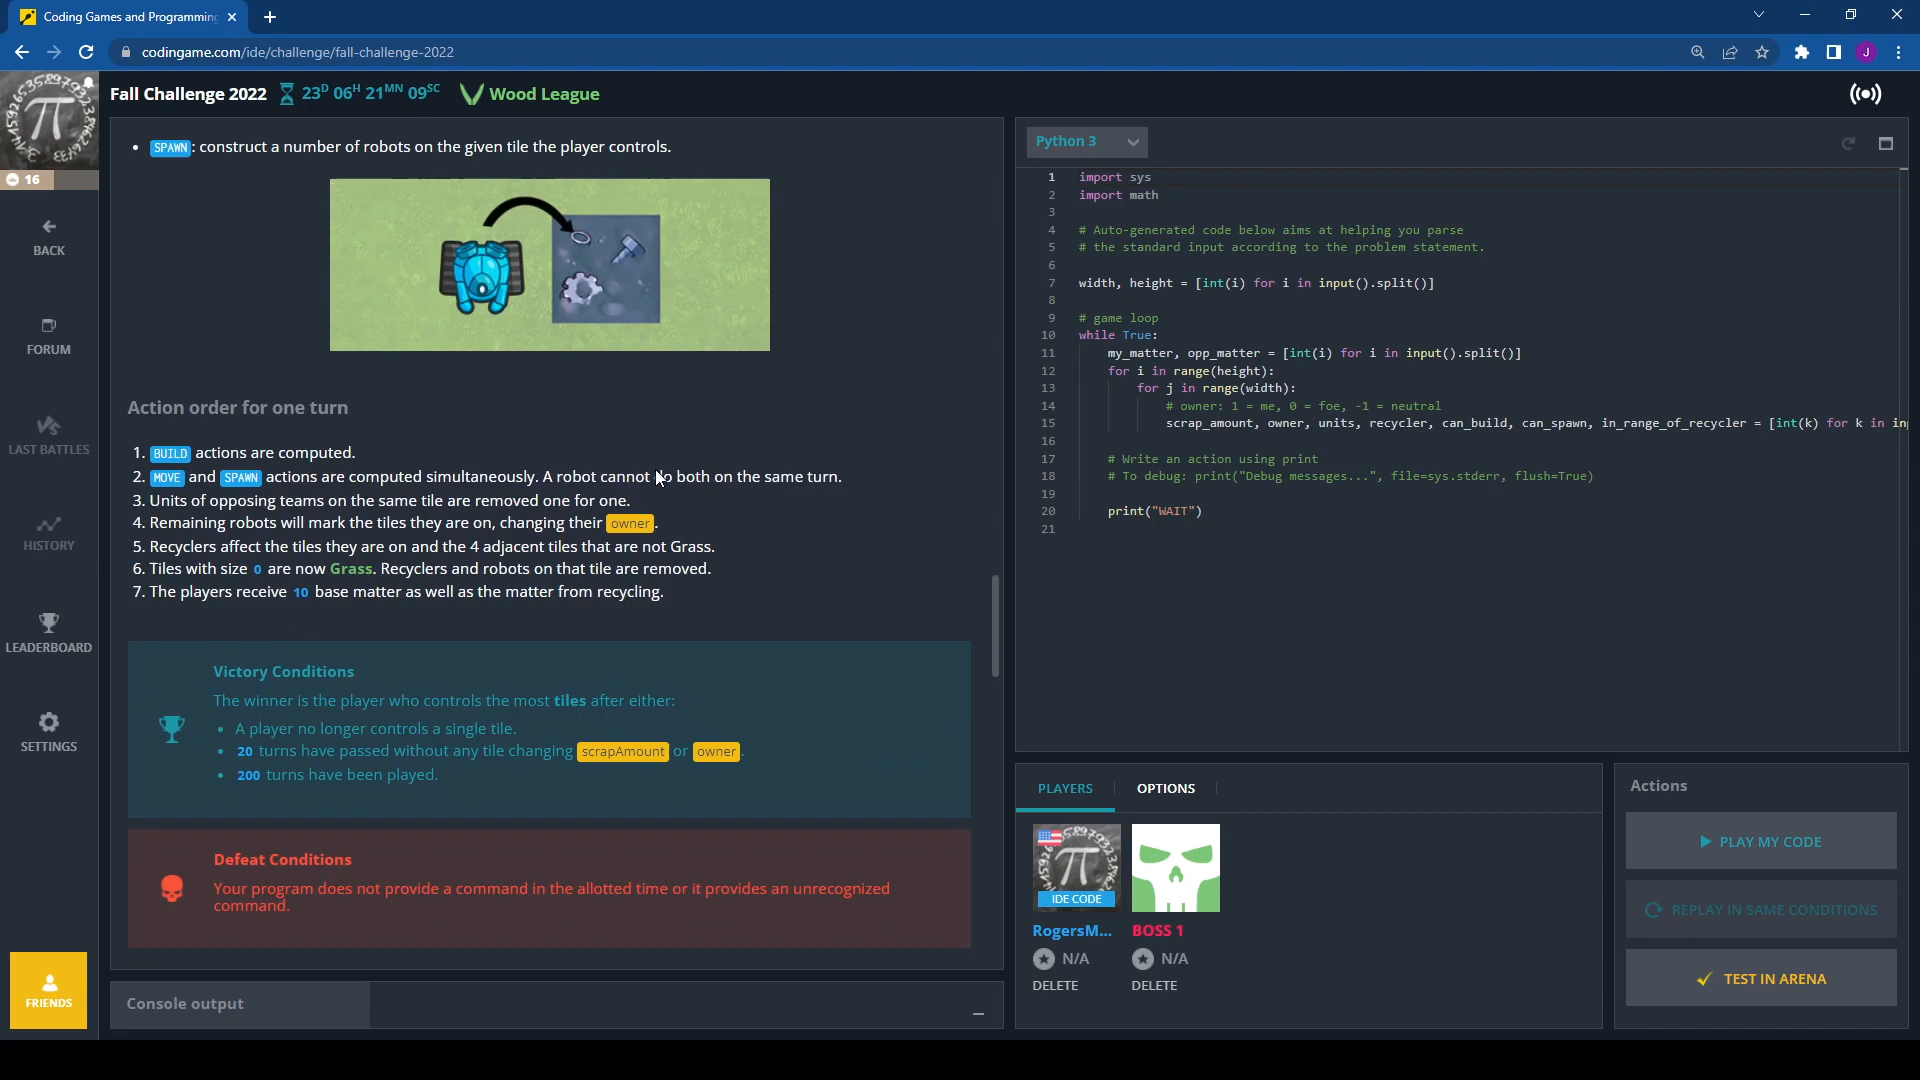 Coding Games and Programming
codingame.com/ide/challenge/fall-challenge-2022
J
Fall Challenge 2022 23D 06H 21MN 09SC Wood League
16
BACK
FORUM
LAST BATTLES
HISTORY
LEADERBOARD
SETTINGS
FRIENDS
• SPAWN: construct a number of robots on the given tile the player controls.
Action order for one turn
1. BUILD actions are computed.
2. MOVE and SPAWN actions are computed simultaneously. A robot cannot do both on the same turn.
3. Units of opposing teams on the same tile are removed one for one.
4. Remaining robots will mark the tiles they are on, changing their owner.
5. Recyclers affect the tiles they are on and the 4 adjacent tiles that are not Grass.
6. Tiles with size 0 are now Grass. Recyclers and robots on that tile are removed.
7. The players receive 10 base matter as well as the matter from recycling.
Victory Conditions
The winner is the player who controls the most tiles after either:
• A player no longer controls a single tile.
• 20 turns have passed without any tile changing scrapAmount or owner.
• 200 turns have been played.
Defeat Conditions
Your program does not provide a command in the allotted time or it provides an unrecognized
command.
Console output
Python 3
1 import sys
2 import math
3
4 # Auto-generated code below aims at helping you parse
5 # the standard input according to the problem statement.
6
7 width, height = [int(i) for i in input().split()]
8
9 # game loop
10 while True:
11 my_matter, opp_matter = [int(i) for i in input().split()]
12 for i in range(height):
13 for j in range(width):
14 # owner: 1 = me, 0 = foe, -1 = neutral
15 scrap_amount, owner, units, recycler, can_build, can_spawn, in_range_of_recycler = [int(k) for k in in
16
17 # Write an action using print
18 # To debug: print("Debug messages...", file=sys.stderr, flush=True)
19
20 print("WAIT")
21
PLAYERS OPTIONS
IDE CODE
RogersM... BOSS 1
N/A N/A
DELETE DELETE
Actions
PLAY MY CODE
REPLAY IN SAME CONDITIONS
TEST IN ARENA